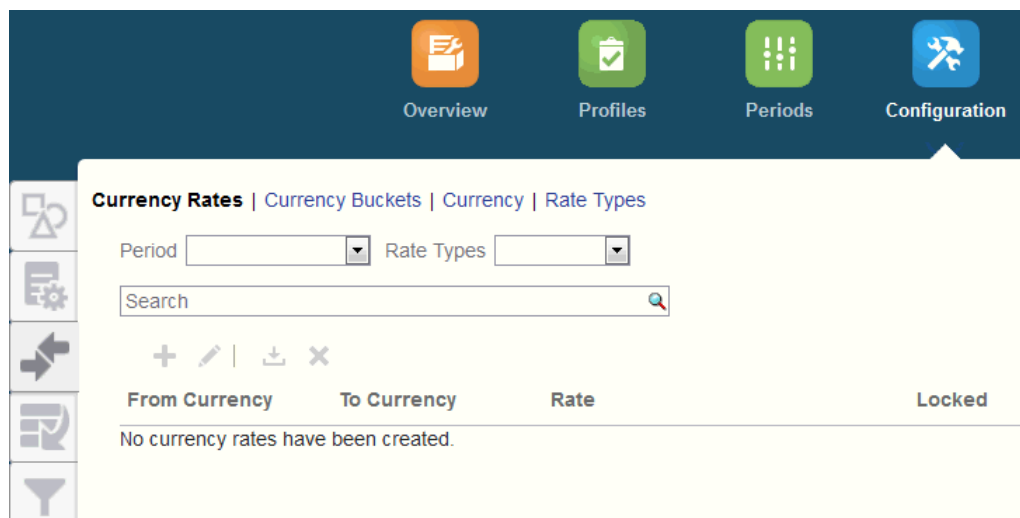 Overview Profiles Periods Configuration
Currency Rates | Currency Buckets | Currency | Rate Types
Period Rate Types
Search
From Currency To Currency Rate Locked
No currency rates have been created.